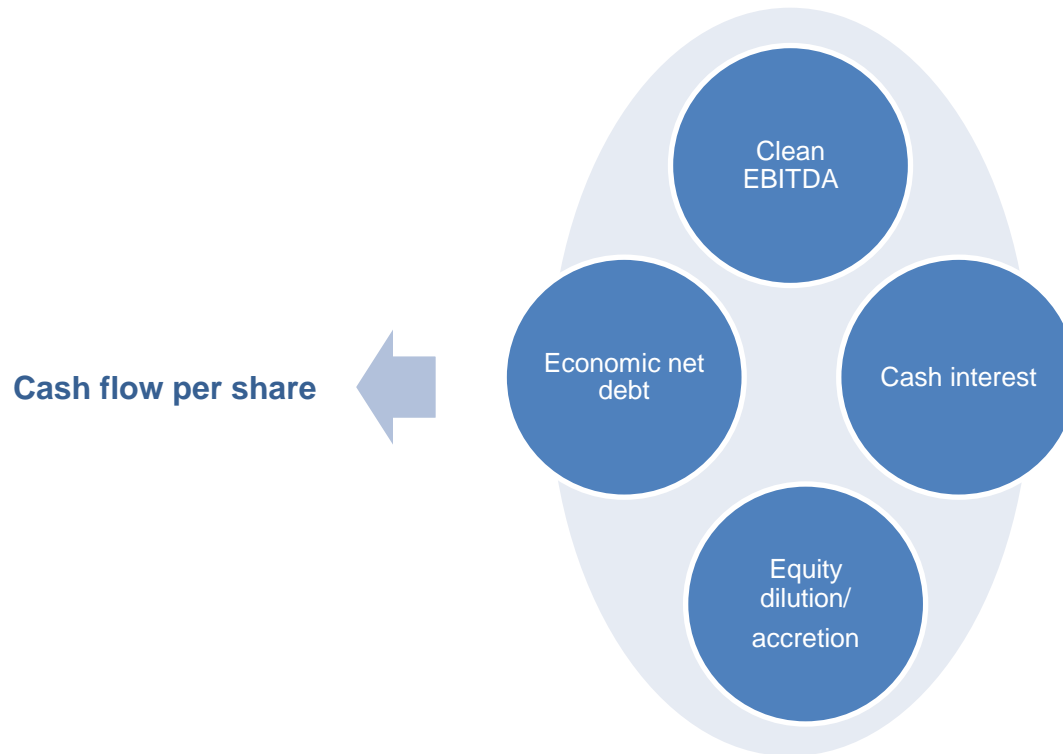 Clean
EBITDA
Economic net
debt
Cash interest
Cash flow per share
Equity
dilution/
accretion